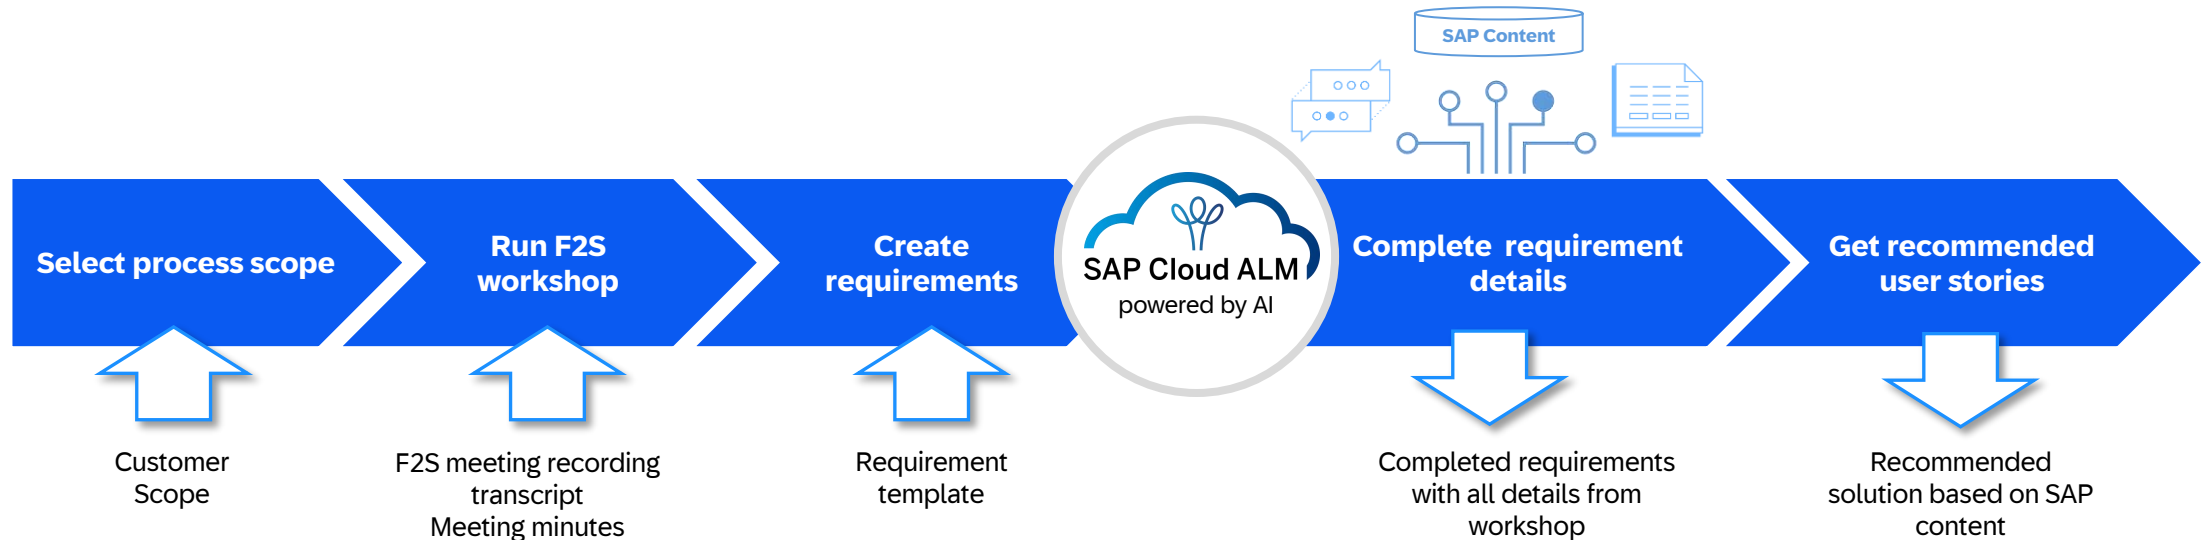 SAP Content
Select process scope
Run F2S
workshop
Create
requirements
SAP Cloud ALM
powered by AI
Complete requirement
details
Get recommended
user stories
Customer
Scope
F2S meeting recording
transcript
Meeting minutes
Requirement
template
Completed requirements
with all details from
workshop
Recommended
solution based on SAP
content